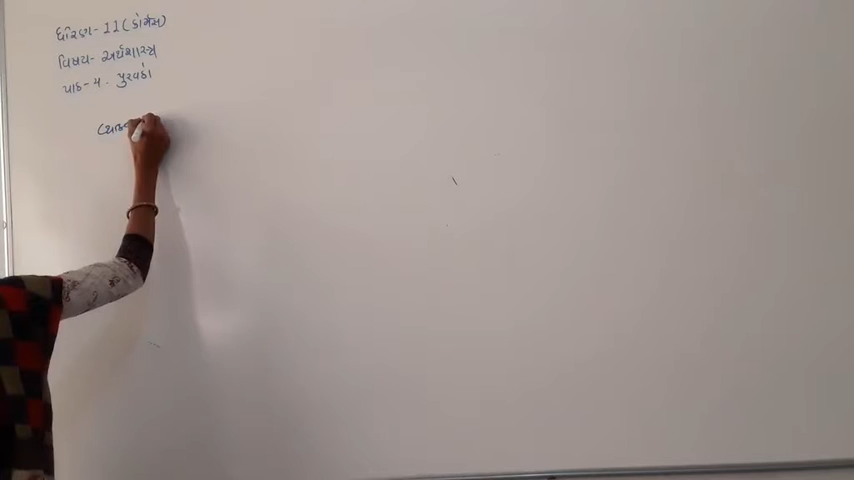 ધોરણ-11 (કોમર્સ)
વિષય- અર્થશાસ્ત્ર
પાઠ-4. પુરવઠો